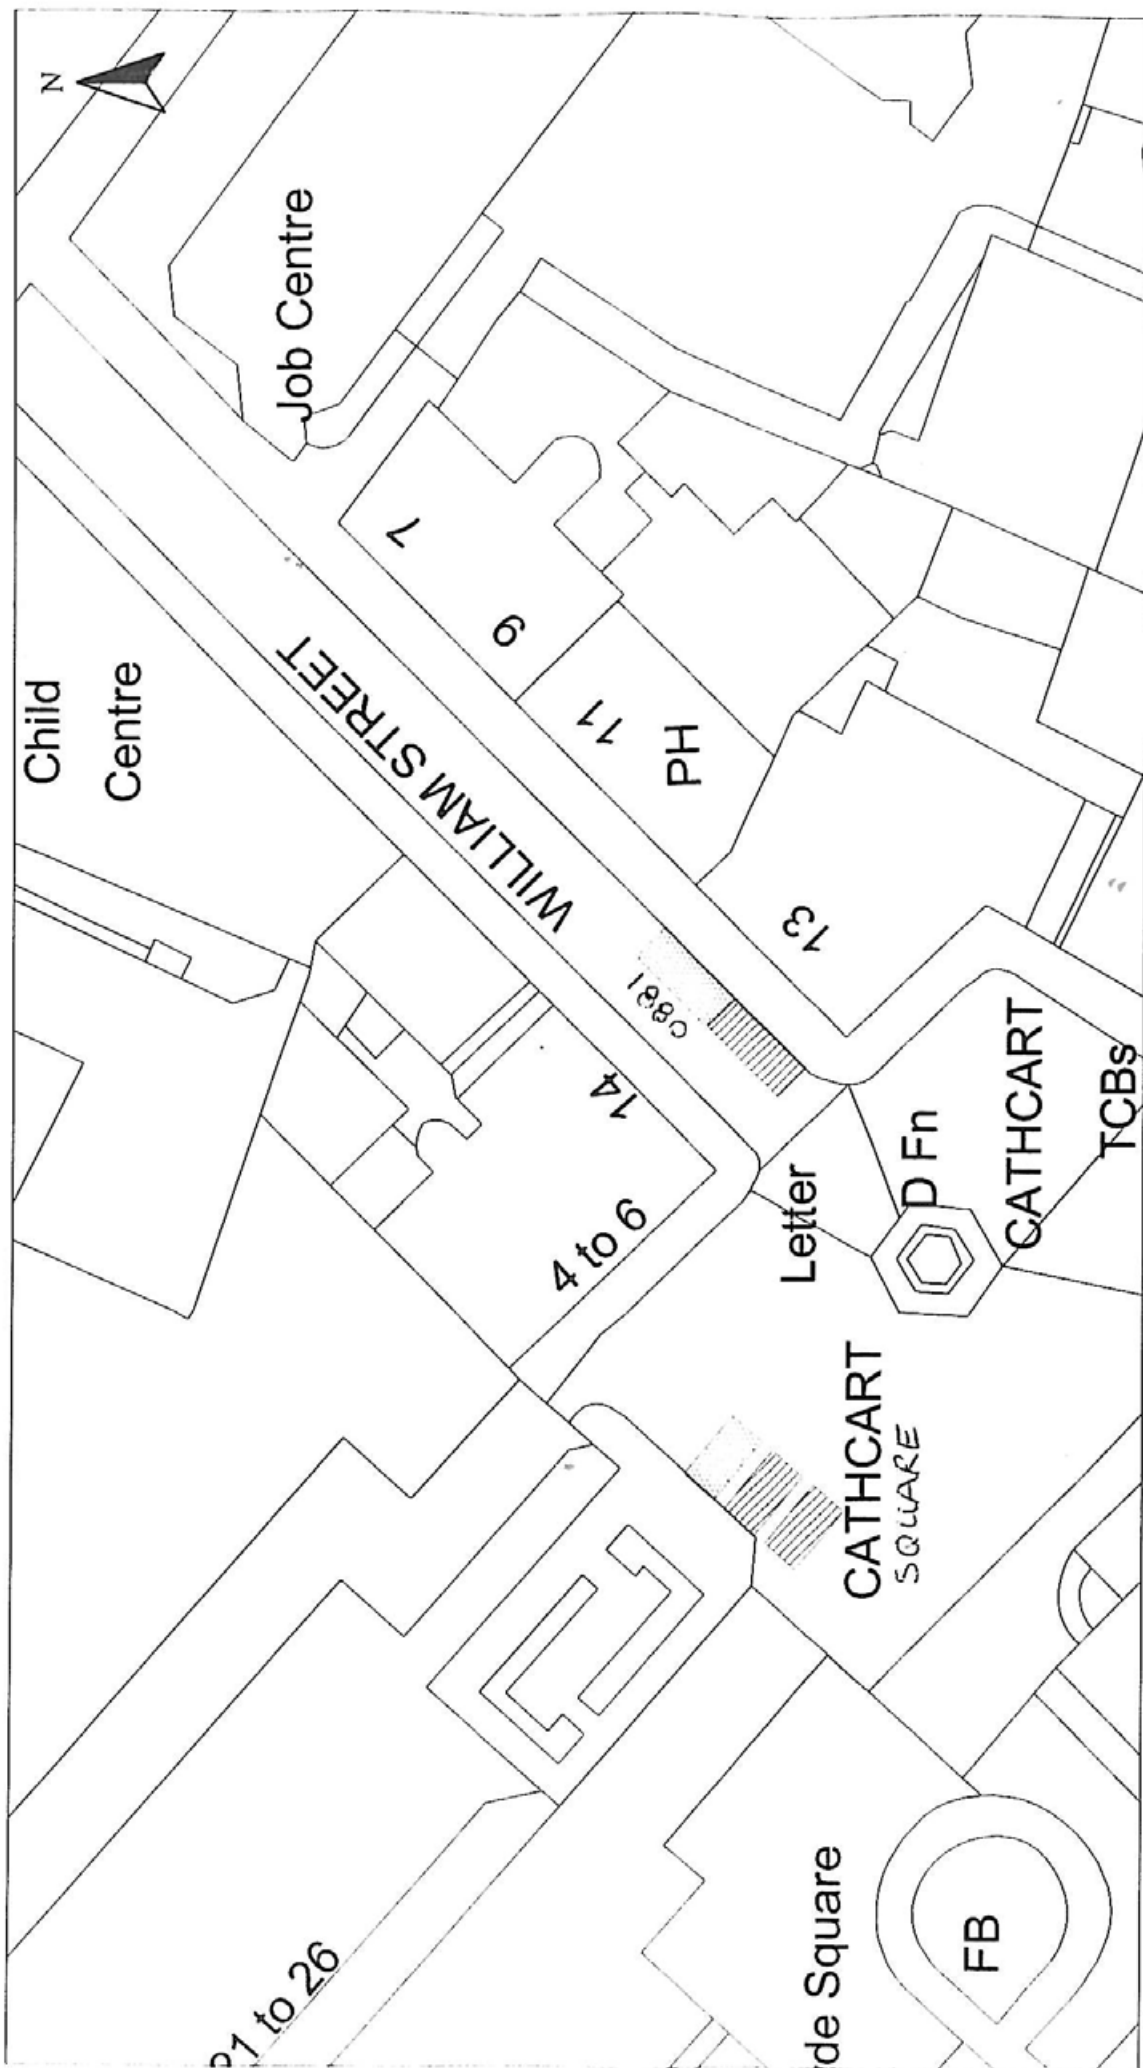 N
Child
Centre
Job Centre
WILLIAM STREET
7
9
11
PH
13
14
4 to 6
Letter
D Fn
CATHCART
TCBs
CATHCART
SQUARE
1 to 26
de Square
FB